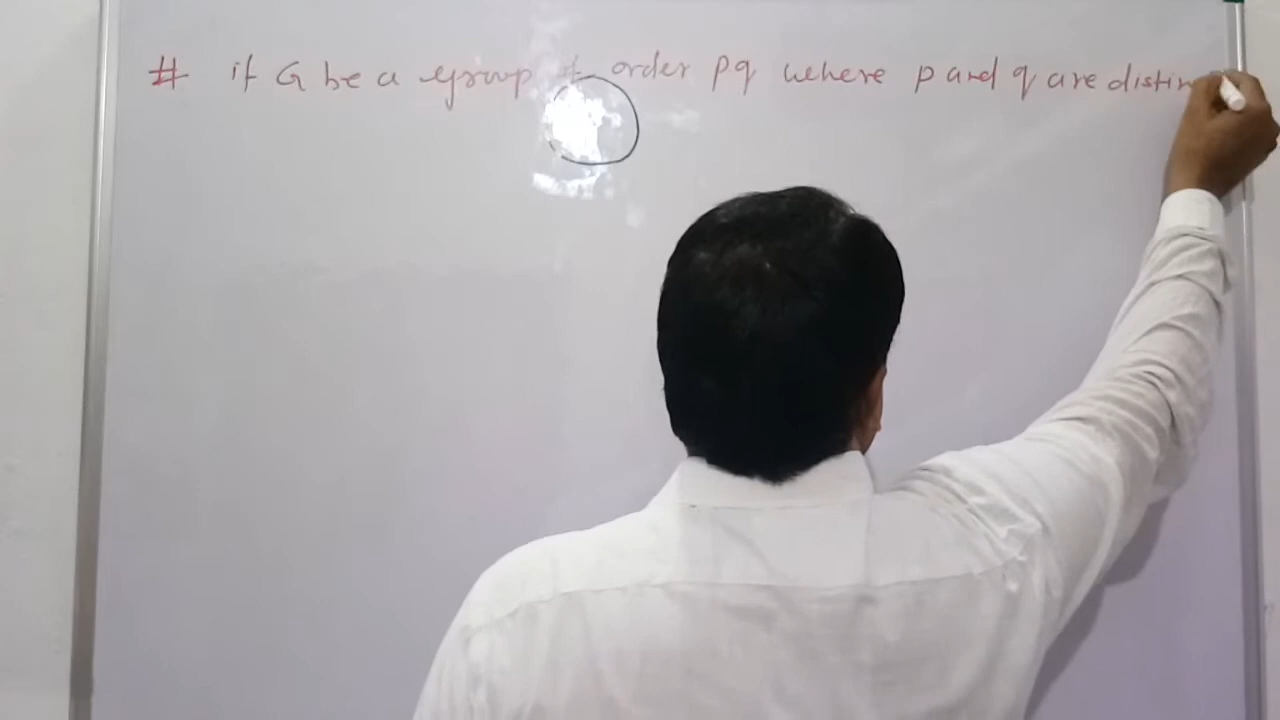 # if G be a group of order pq where p and q are distin